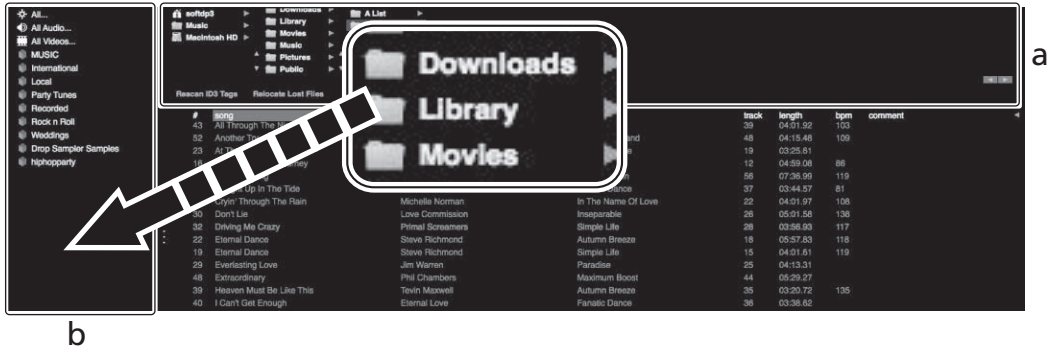 All...
All Audio...
All Videos...
MUSIC
International
Local
Party Tunes
Recorded
Rock n Roll
Weddings
Drop Sampler Samples
hiphopparty
softdp3
Music
Macintosh HD
Downloads
Library
Movies
Music
Pictures
Public
A List
Rescan ID3 Tags Relocate Lost Files
Downloads
Library
Movies
a
# song track length bpm comment
43 All Through The 39 04:01.92 103
52 Another 48 04:15.48 109
23 19 03:25.61
12 04:59.08 86
56 07:36.99 119
Up In The Tide Dance 37 03:44.57 81
Cryin' Through The Rain Michelle Norman In The Name Of Love 22 04:01.97 108
30 Don't Lie Love Commission Inseparable 26 05:01.58 138
32 Driving Me Crazy Primal Screamers Simple Life 28 03:56.93 117
22 Eternal Dance Steve Richmond Autumn Breeze 18 05:57.83 118
19 Eternal Dance Steve Richmond Simple Life 15 04:01.61 119
29 Everlasting Love Jim Warren Paradise 25 04:13.31
48 Extraordinary Phil Chambers Maximum Boost 44 05:29.27
39 Heaven Must Be Like This Tevin Maxwell Autumn Breeze 35 03:20.72 135
40 I Can't Get Enough Eternal Love Fanatic Dance 36 03:38.62
b